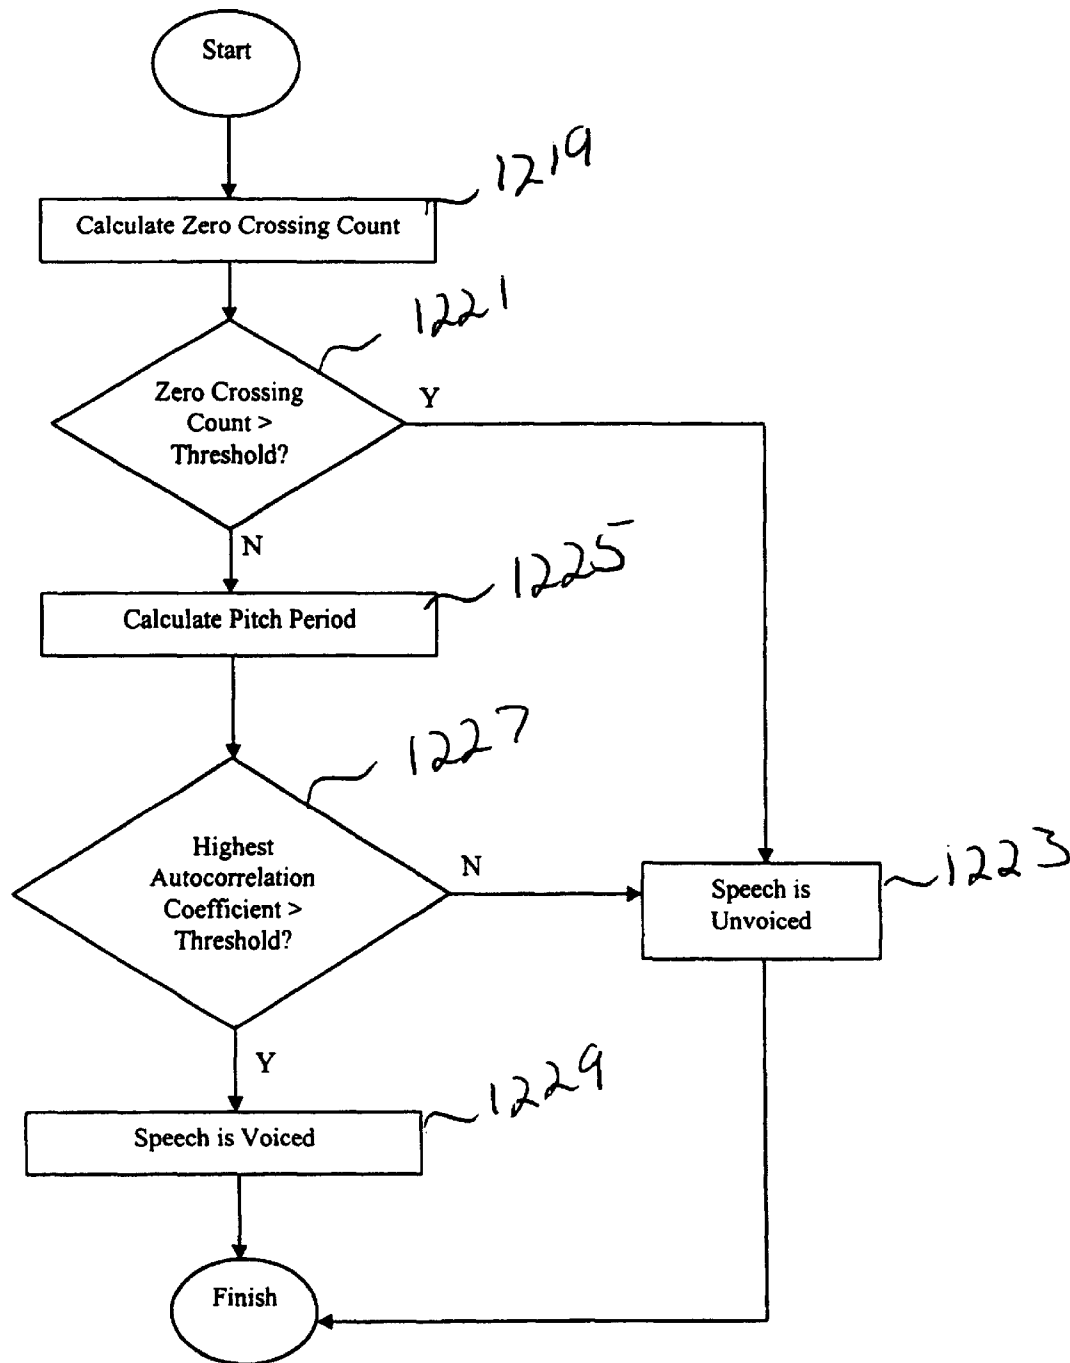 Start
1219
Calculate Zero Crossing Count
1221
Zero Crossing
Count >
Threshold?
Y
N
1225
Calculate Pitch Period
1227
Highest
Autocorrelation
Coefficient >
Threshold?
N
Speech is
Unvoiced
1223
Y
1229
Speech is Voiced
Finish